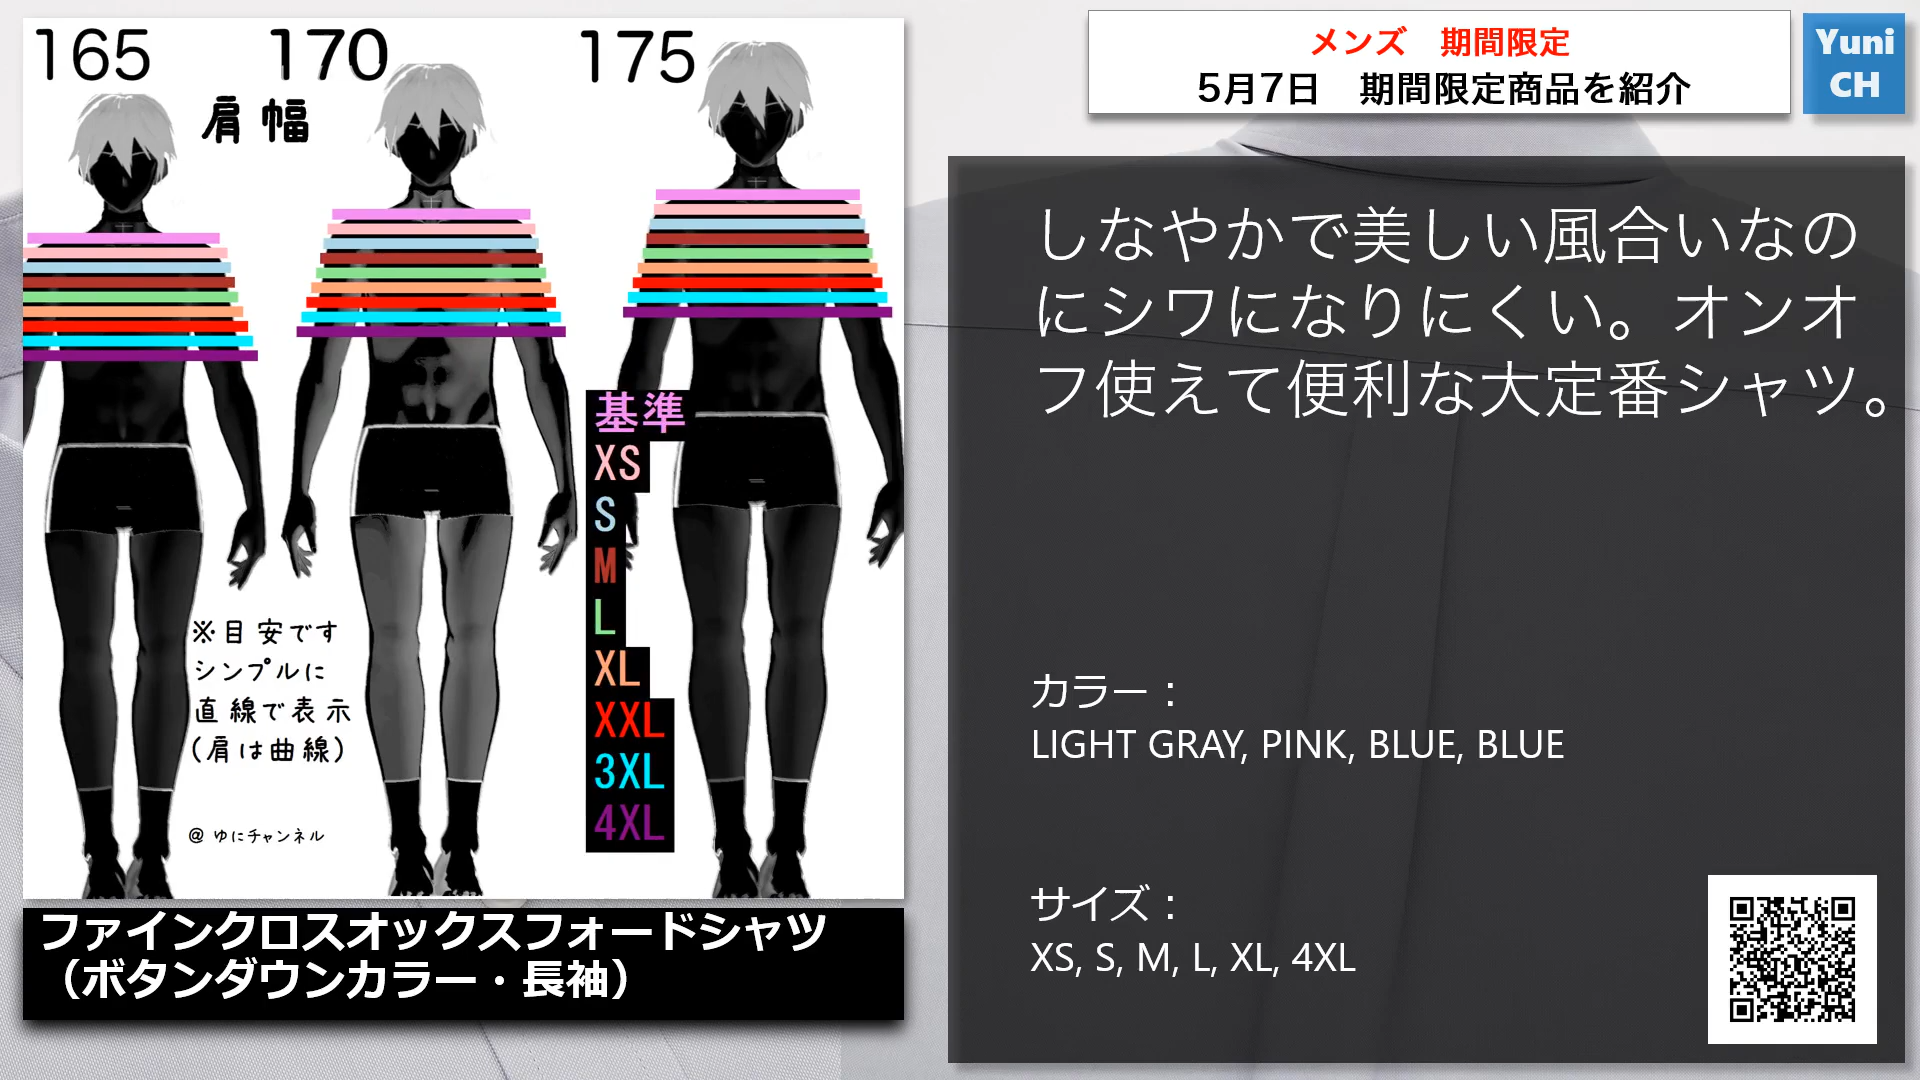 165
170
175
肩幅
基準
XS
S
M
L
XL
XXL
3XL
4XL
※目安です
シンプルに
直線で表示
(肩は曲線)
@ ゆにチャンネル
ファインクロスオックスフォードシャツ
（ボタンダウンカラー・長袖）
メンズ　期間限定
5月7日　期間限定商品を紹介
Yuni
CH
しなやかで美しい風合いなの
にシワになりにくい。オンオ
フ使えて便利な大定番シャツ。
カラー：
LIGHT GRAY, PINK, BLUE, BLUE
サイズ：
XS, S, M, L, XL, 4XL